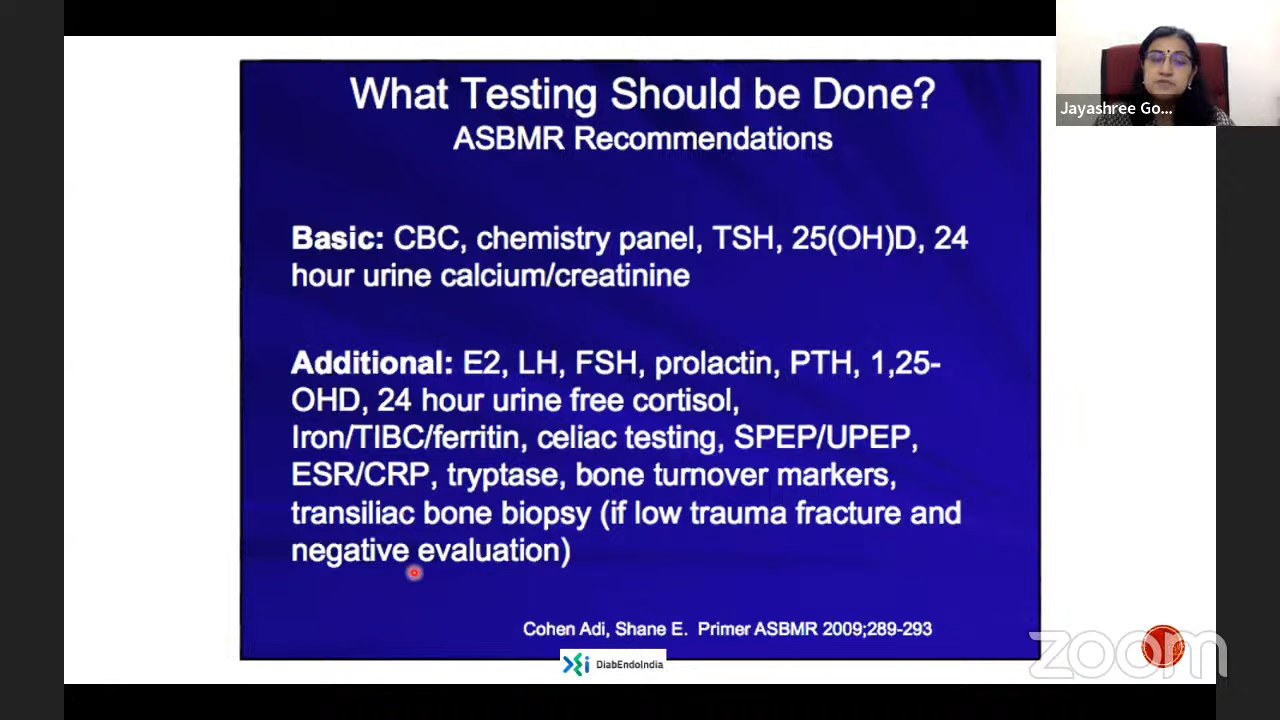 What Testing Should be Done?
ASBMR Recommendations
Jayashree Go...
Basic: CBC, chemistry panel, TSH, 25(OH)D, 24
hour urine calcium/creatinine
Additional: E2, LH, FSH, prolactin, PTH, 1,25-
OHD, 24 hour urine free cortisol,
Iron/TIBC/ferritin, celiac testing, SPEP/UPEP,
ESR/CRP, tryptase, bone turnover markers,
transiliac bone biopsy (if low trauma fracture and
negative evaluation)
Cohen Adi, Shane E. Primer ASBMR 2009;289-293
DiabEndoIndia
zoom